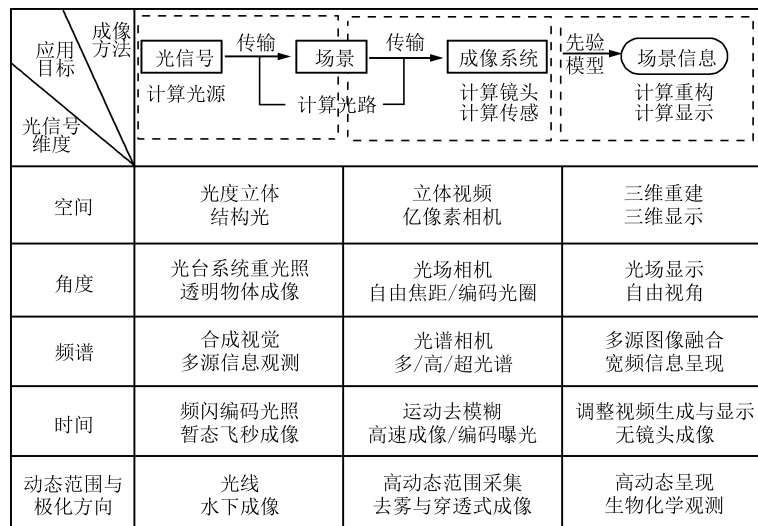 成像
方法
应用
目标
光信号
维度
光信号
传输
场景
传输
成像系统
先验
模型
场景信息
计算光源
计算光路
计算镜头
计算传感
计算重构
计算显示
空间
光度立体
结构光
立体视频
亿像素相机
三维重建
三维显示
角度
光台系统重光照
透明物体成像
光场相机
自由焦距/编码光圈
光场显示
自由视角
频谱
合成视觉
多源信息观测
光谱相机
多/高/超光谱
多源图像融合
宽频信息呈现
时间
频闪编码光照
暂态飞秒成像
运动去模糊
高速成像/编码曝光
调整视频生成与显示
无镜头成像
动态范围与
极化方向
光线
水下成像
高动态范围采集
去雾与穿透式成像
高动态呈现
生物化学观测